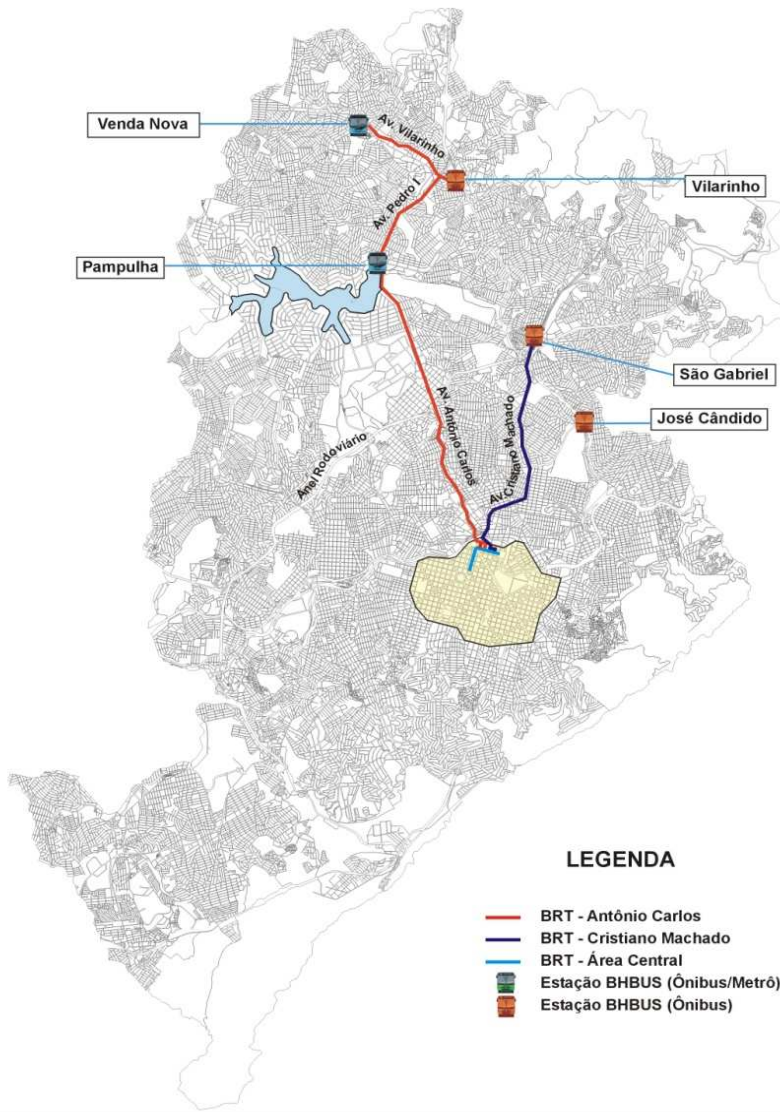 Venda Nova
Av. Vilarinho
Vilarinho
Av. Pedro I
Pampulha
São Gabriel
José Cândido
Av. Antônio Carlos
Av.Cristiano Machado
Anel Rodoviário
LEGENDA
BRT - Antônio Carlos
BRT - Cristiano Machado
BRT - Área Central
Estação BHBUS (Ônibus/Metrô)
Estação BHBUS (Ônibus)